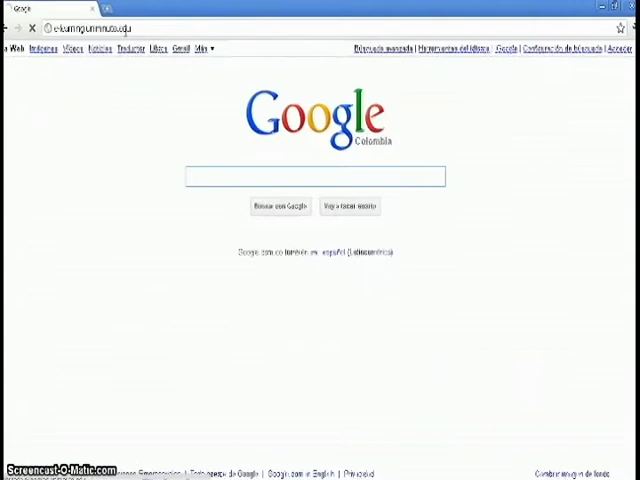 Google
e-learning.uniminuto.edu
a Web Imágenes Vídeos Noticias Traductor Libros Gmail Más ▼
Búsqueda avanzada | Herramientas del idioma | iGoogle | Configuración de búsqueda | Acceder
Google
Colombia
Buscar con Google Voy a tener suerte
Google.com.co también en: español (Latinoamérica)
Screencast-O-Matic.com
Todo acerca de Google | Google.com in English | Privacidad
Cambiar imagen de fondo